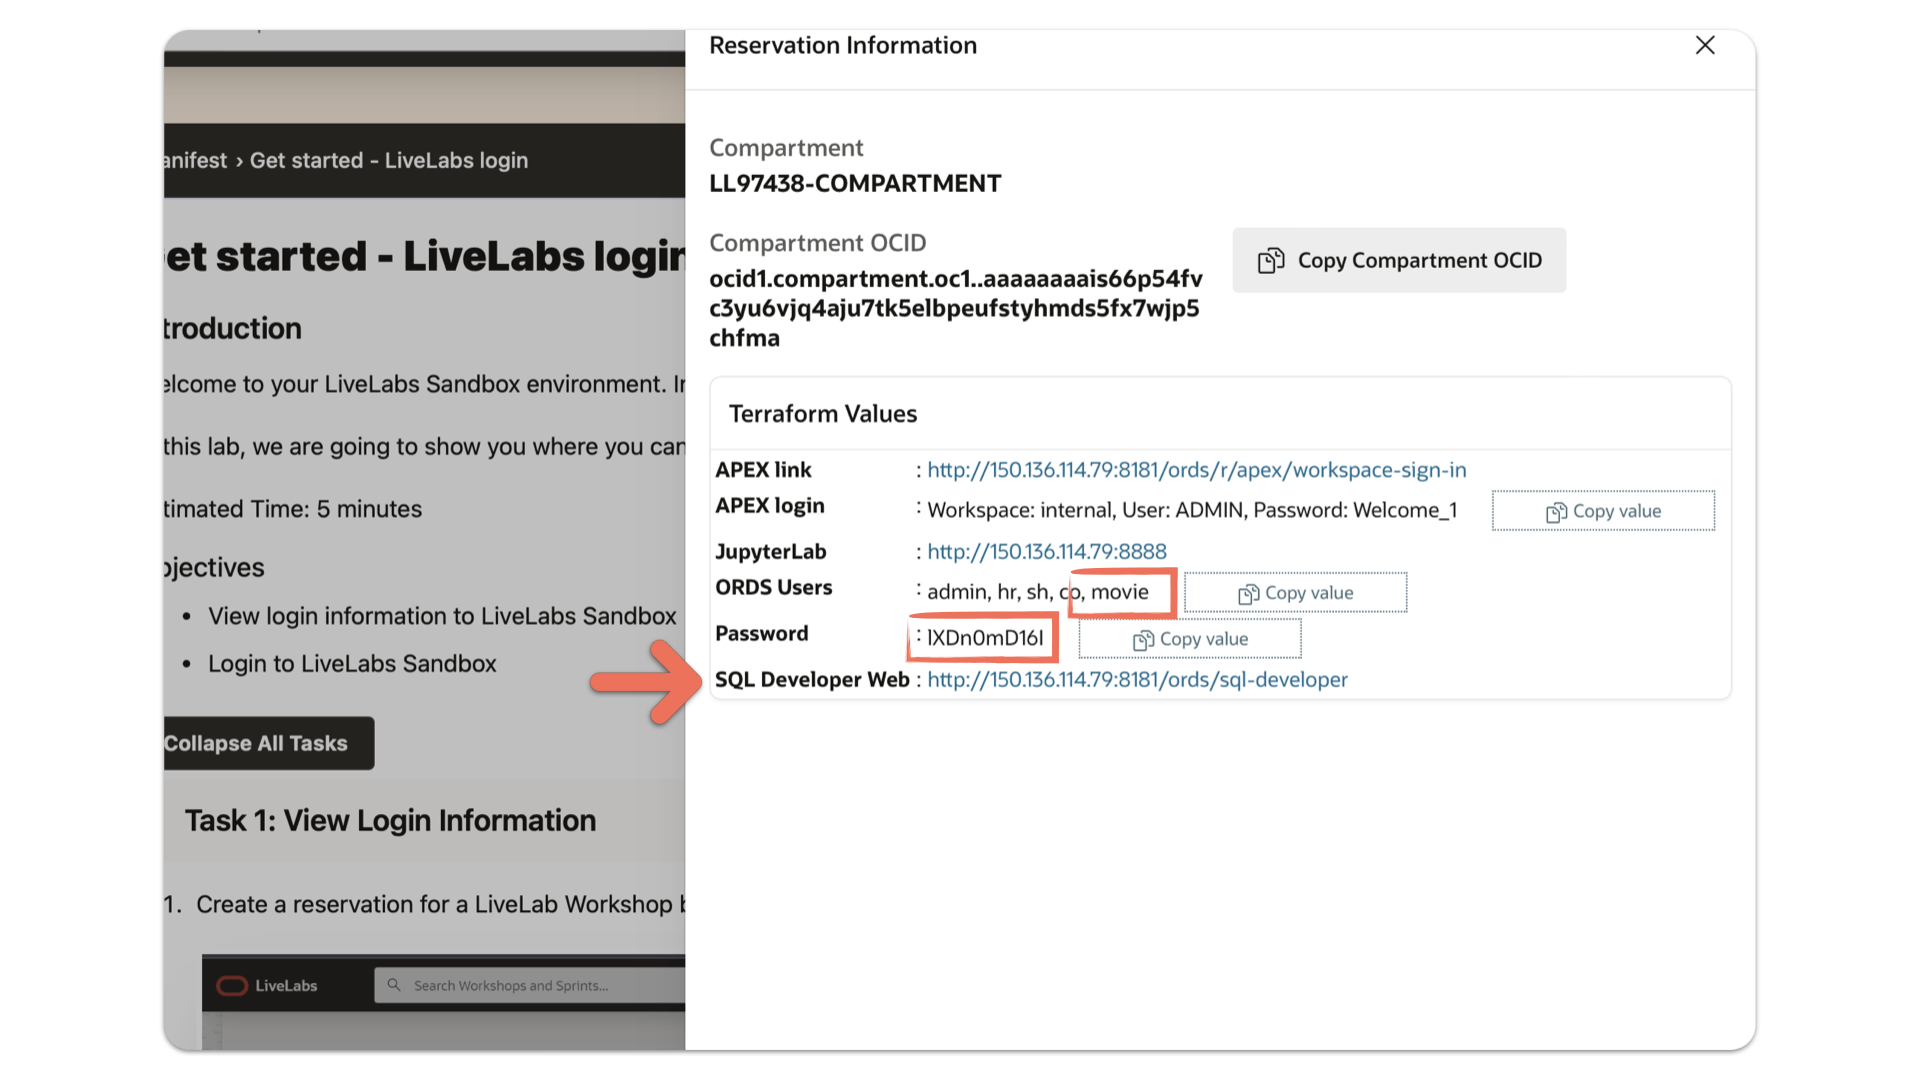 Reservation Information
anifest › Get started - LiveLabs login
et started - LiveLabs login
troduction
elcome to your LiveLabs Sandbox environment. In
this lab, we are going to show you where you can
timated Time: 5 minutes
bjectives
• View login information to LiveLabs Sandbox
• Login to LiveLabs Sandbox
Collapse All Tasks
Task 1: View Login Information
1. Create a reservation for a LiveLab Workshop b
LiveLabs
Search Workshops and Sprints...
Compartment
LL97438-COMPARTMENT
Compartment OCID
ocid1.compartment.oc1..aaaaaaaais66p54fv
c3yu6vjq4aju7tk5elbpeufstyhmds5fx7wjp5
chfma
Copy Compartment OCID
Terraform Values
APEX link : http://150.136.114.79:8181/ords/r/apex/workspace-sign-in
APEX login : Workspace: internal, User: ADMIN, Password: Welcome_1 Copy value
JupyterLab : http://150.136.114.79:8888
ORDS Users : admin, hr, sh, co, movie Copy value
Password : lXDn0mD16I Copy value
SQL Developer Web : http://150.136.114.79:8181/ords/sql-developer